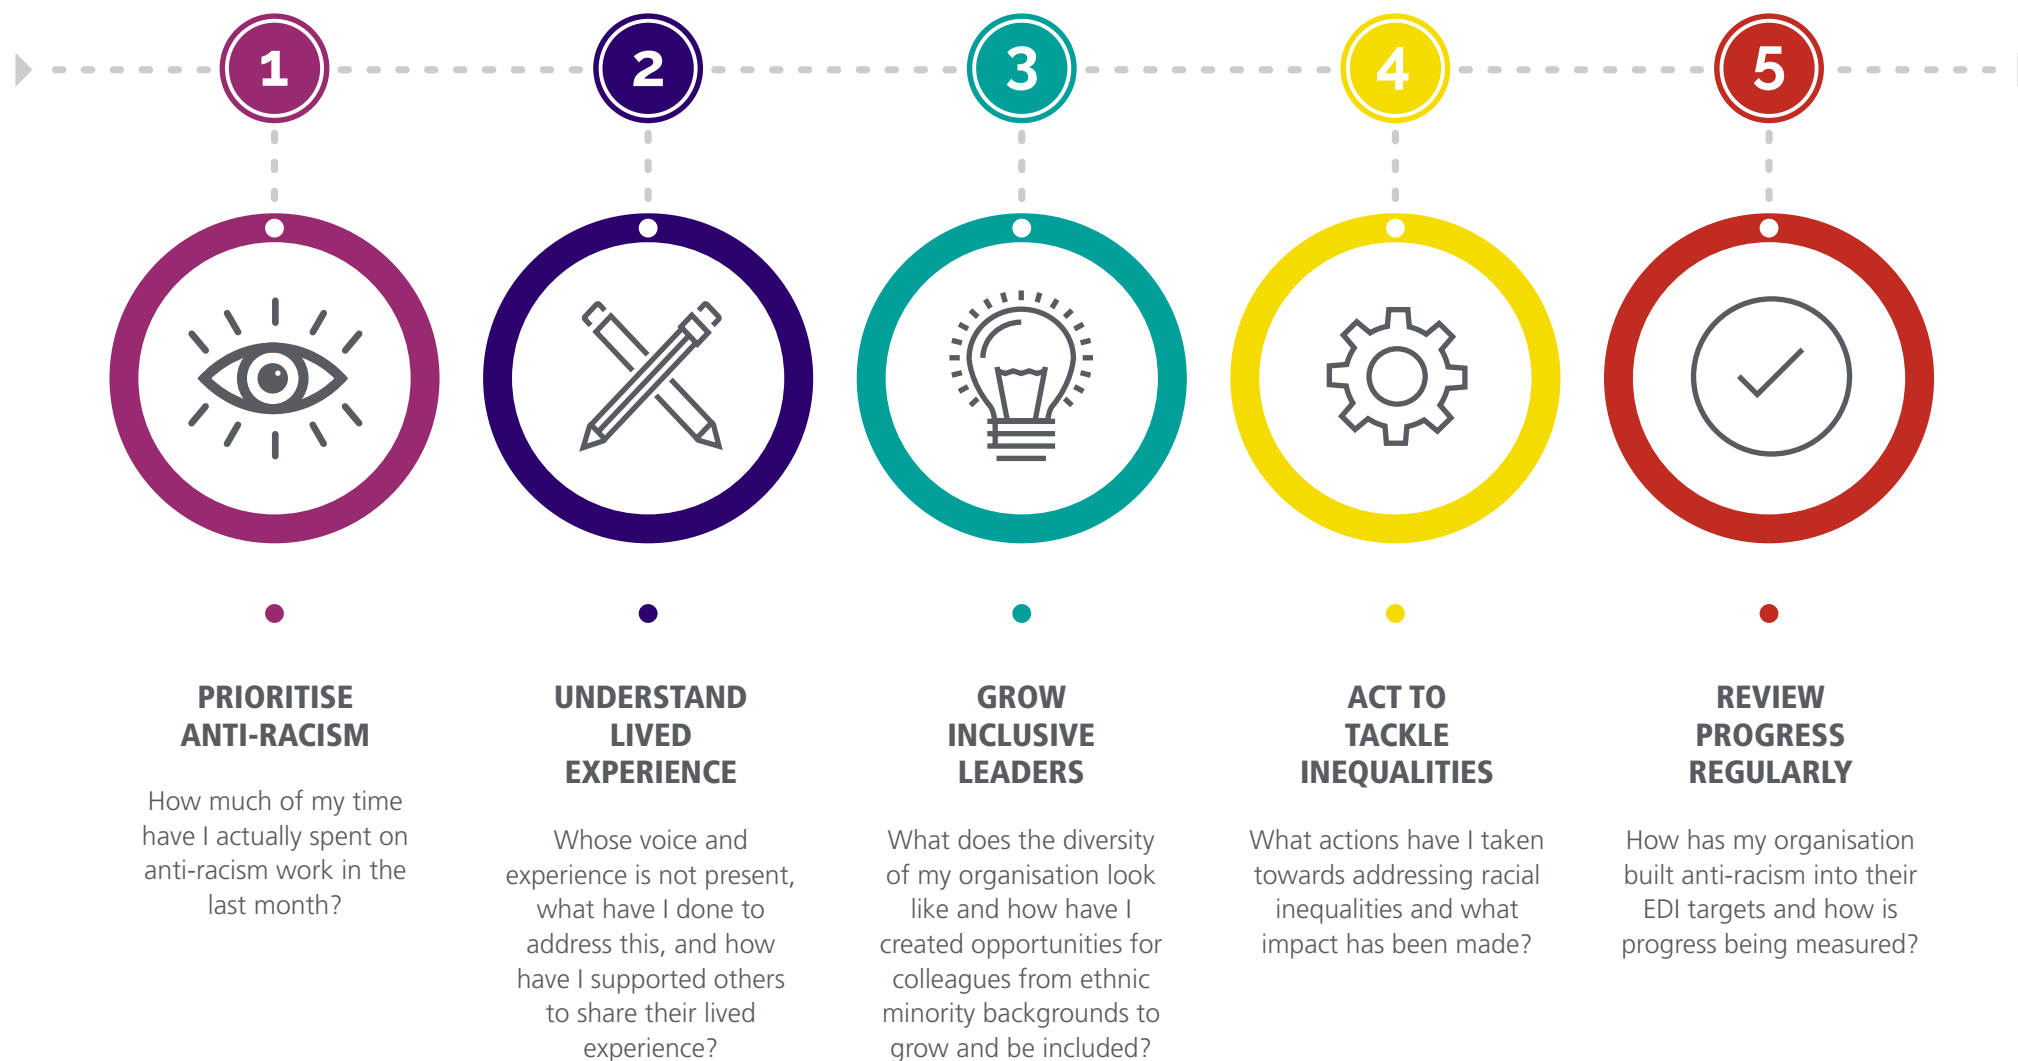 1
2
3
4
5
PRIORITISE
ANTI-RACISM
How much of my time
have I actually spent on
anti-racism work in the
last month?
UNDERSTAND
LIVED
EXPERIENCE
Whose voice and
experience is not present,
what have I done to
address this, and how
have I supported others
to share their lived
experience?
GROW
INCLUSIVE
LEADERS
What does the diversity
of my organisation look
like and how have I
created opportunities for
colleagues from ethnic
minority backgrounds to
grow and be included?
ACT TO
TACKLE
INEQUALITIES
What actions have I taken
towards addressing racial
inequalities and what
impact has been made?
REVIEW
PROGRESS
REGULARLY
How has my organisation
built anti-racism into their
EDI targets and how is
progress being measured?